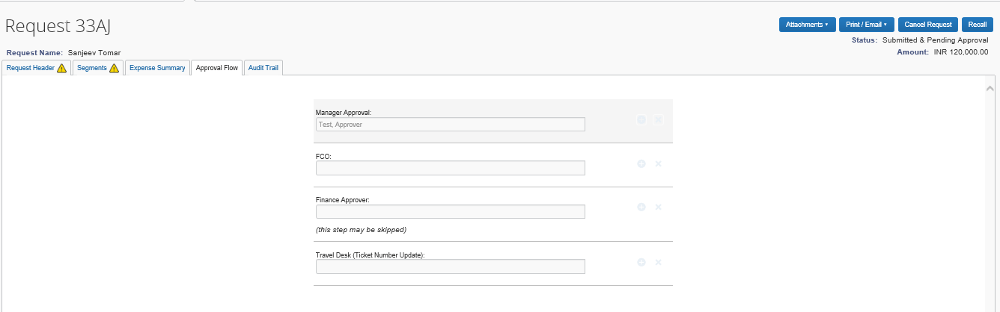 Request 33AJ
Attachments
Print / Email
Cancel Request
Recall
Status: Submitted & Pending Approval
Request Name: Sanjeev Tomar
Amount: INR 120,000.00
Request Header
Segments
Expense Summary
Approval Flow
Audit Trail
Manager Approval:
Test, Approver
FCO:
Finance Approver:
(this step may be skipped)
Travel Desk (Ticket Number Update):